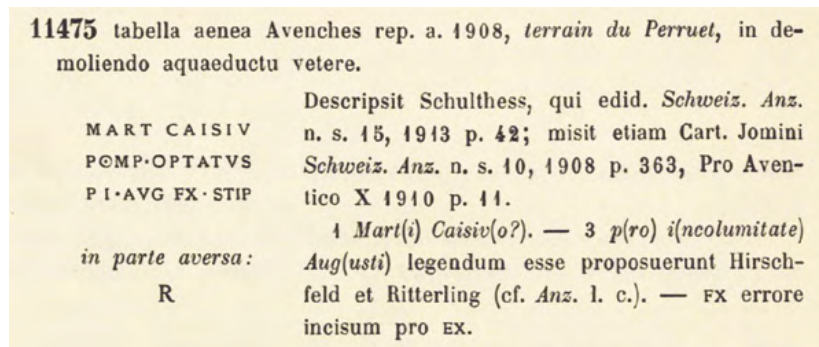 11475 tabella aenea Avenches rep. a. 1908, terrain du Perruet, in de-
moliendo aquaeductu vetere.
MART CAISIV
POMP·OPTATVS
P I·AVG FX·STIP
in parte aversa:
R
Descripsit Schulthess, qui edid. Schweiz. Anz.
n. s. 15, 1913 p. 42; misit etiam Cart. Jomini
Schweiz. Anz. n. s. 10, 1908 p. 363, Pro Aven-
tico X 1910 p. 11.
1 Mart(i) Caisiv(o?). — 3 p(ro) i(ncolumitate)
Aug(usti) legendum esse proposuerunt Hirsch-
feld et Ritterling (cf. Anz. l. c.). — FX errore
incisum pro EX.